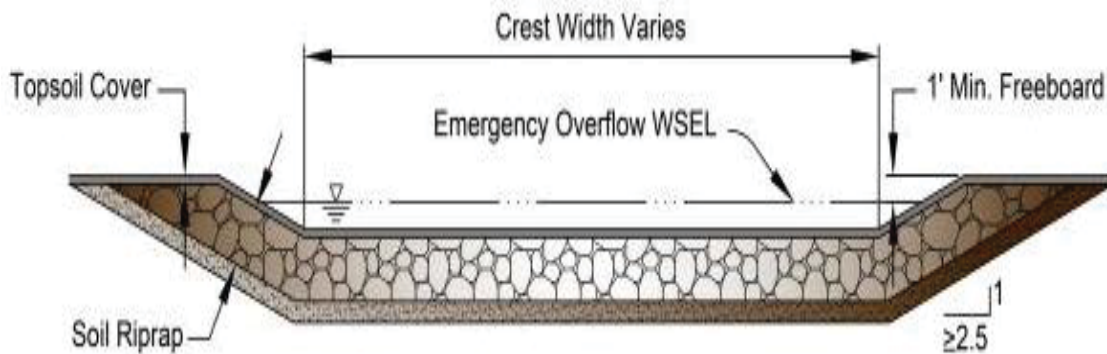 Crest Width Varies
Topsoil Cover
1' Min. Freeboard
Emergency Overflow WSEL
Soil Riprap
1
≥2.5